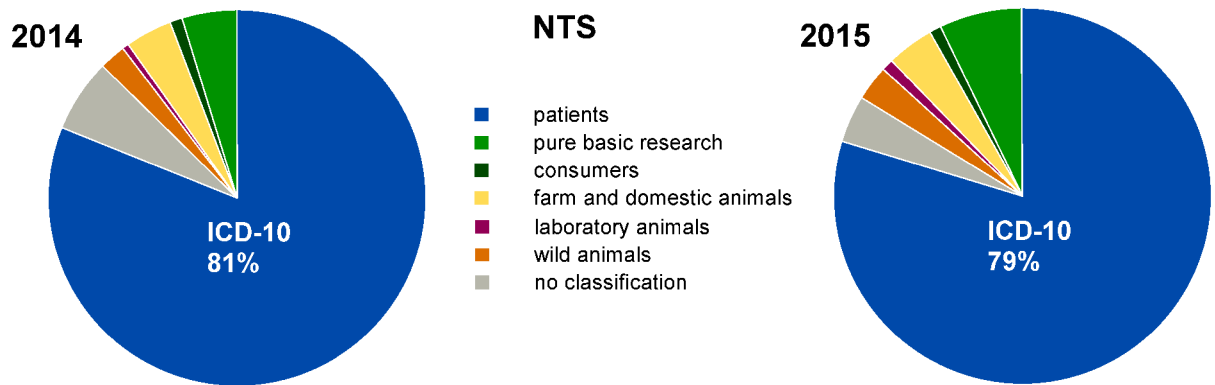 2014
NTS
2015
patients
pure basic research
consumers
farm and domestic animals
laboratory animals
wild animals
no classification
ICD-10
81%
ICD-10
79%